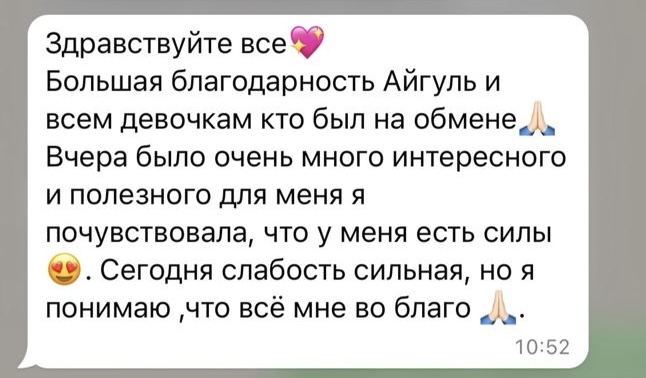 Здравствуйте все💖
Большая благодарность Айгуль и
всем девочкам кто был на обмене🙏🏻
Вчера было очень много интересного
и полезного для меня я
почувствовала, что у меня есть силы
😍. Сегодня слабость сильная, но я
понимаю ,что всё мне во благо 🙏🏻.
10:52